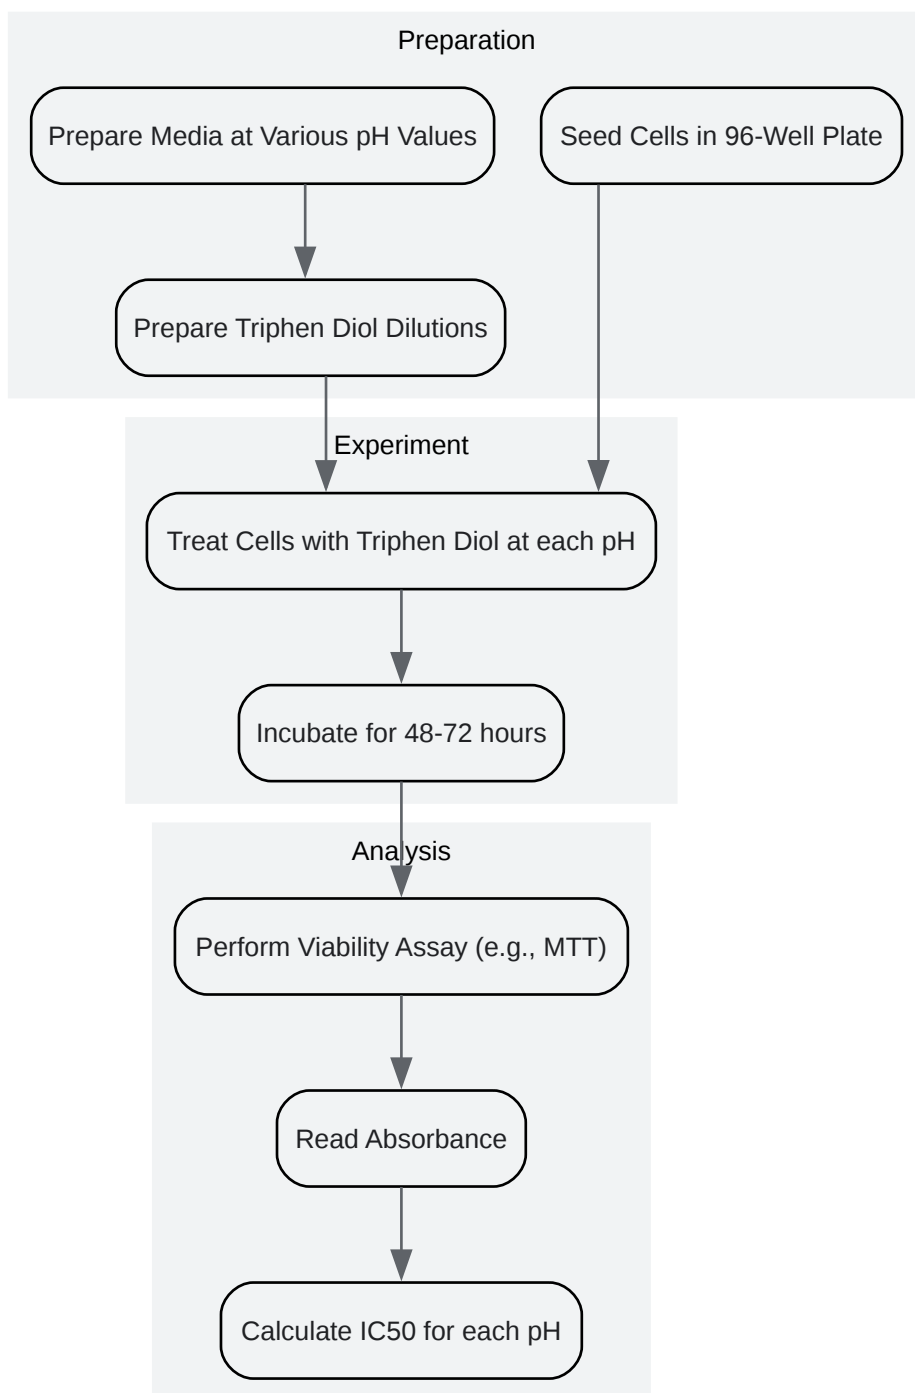 Preparation
Prepare Media at Various pH Values
Seed Cells in 96-Well Plate
Prepare Triphen Diol Dilutions
Experiment
Treat Cells with Triphen Diol at each pH
Incubate for 48-72 hours
Analysis
Perform Viability Assay (e.g., MTT)
Read Absorbance
Calculate IC50 for each pH